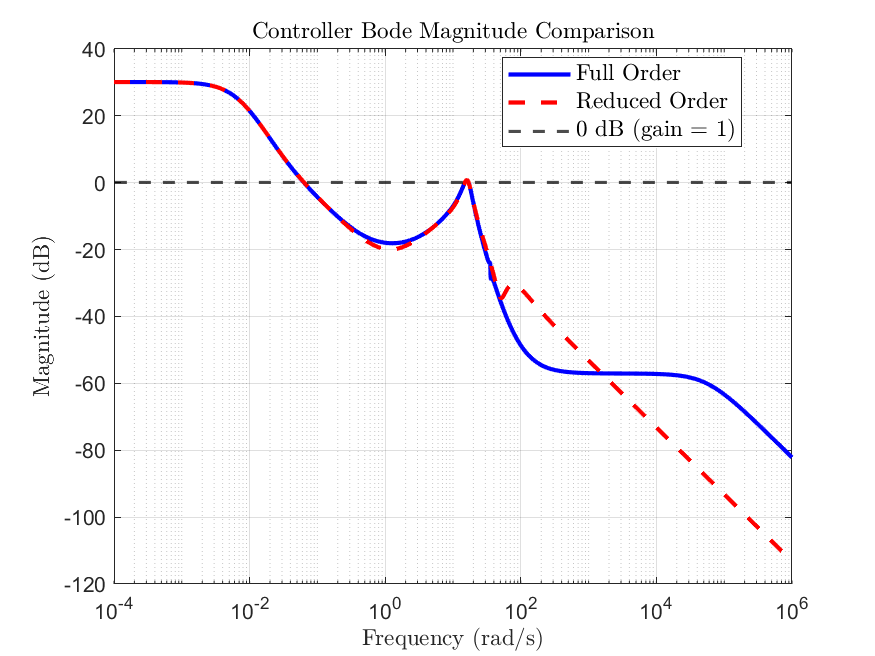 Controller Bode Magnitude Comparison
Full Order
Reduced Order
0 dB (gain = 1)
40
20
0
-20
-40
-60
-80
-100
-120
Magnitude (dB)
10^-4 10^-2 10^0 10^2 10^4 10^6
Frequency (rad/s)